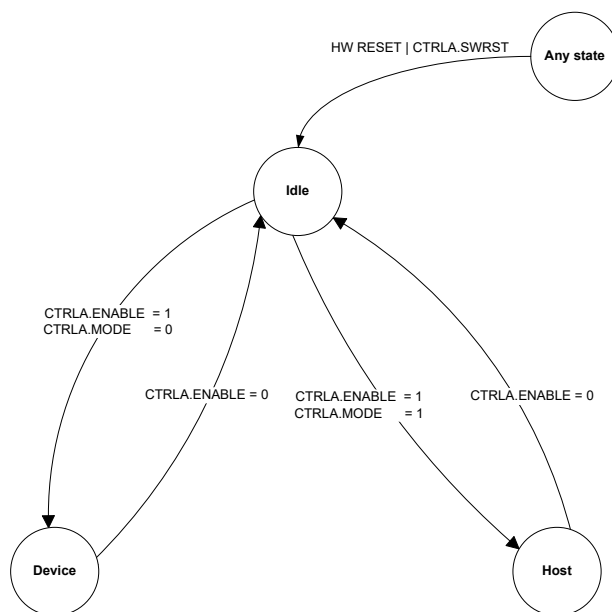 HW RESET | CTRLA.SWRST
Any state
Idle
CTRLA.ENABLE = 1
CTRLA.MODE = 0
CTRLA.ENABLE = 0
CTRLA.ENABLE = 1
CTRLA.MODE = 1
CTRLA.ENABLE = 0
Device
Host